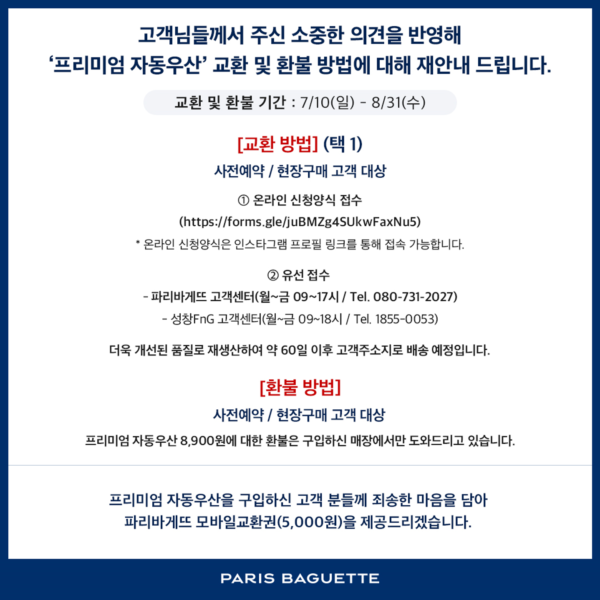 고객님들께서 주신 소중한 의견을 반영해
‘프리미엄 자동우산’ 교환 및 환불 방법에 대해 재안내 드립니다.
교환 및 환불 기간 : 7/10(일) - 8/31(수)
[교환 방법] (택 1)
사전예약 / 현장구매 고객 대상
① 온라인 신청양식 접수
(https://forms.gle/juBMZg4SUkwFaxNu5)
* 온라인 신청양식은 인스타그램 프로필 링크를 통해 접속 가능합니다.
② 유선 접수
- 파리바게뜨 고객센터(월~금 09~17시 / Tel. 080-731-2027)
- 성창FnG 고객센터(월~금 09~18시 / Tel. 1855-0053)
더욱 개선된 품질로 재생산하여 약 60일 이후 고객주소지로 배송 예정입니다.
[환불 방법]
사전예약 / 현장구매 고객 대상
프리미엄 자동우산 8,900원에 대한 환불은 구입하신 매장에서만 도와드리고 있습니다.
프리미엄 자동우산을 구입하신 고객 분들께 죄송한 마음을 담아
파리바게뜨 모바일교환권(5,000원)을 제공드리겠습니다.
PARIS BAGUETTE